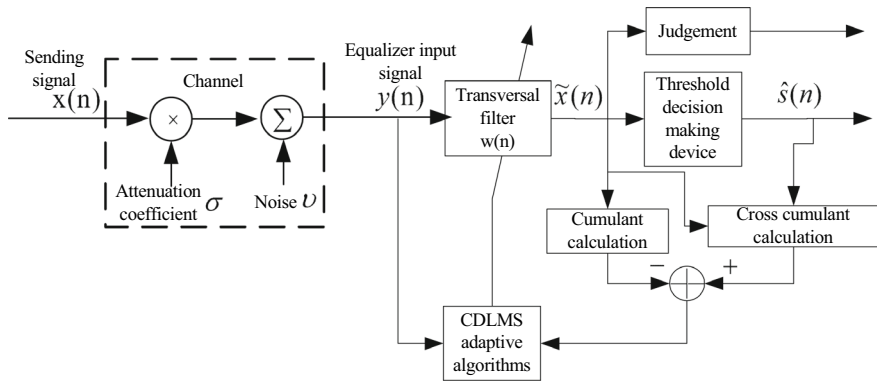 Sending
signal
x(n)
Channel
×
Σ
Attenuation
coefficient σ
Noise υ
Equalizer input
signal
y(n)
Transversal
filter
w(n)
x̃(n)
Judgement
Threshold
decision
making
device
ŝ(n)
Cumulant
calculation
Cross cumulant
calculation
− +
CDLMS
adaptive
algorithms